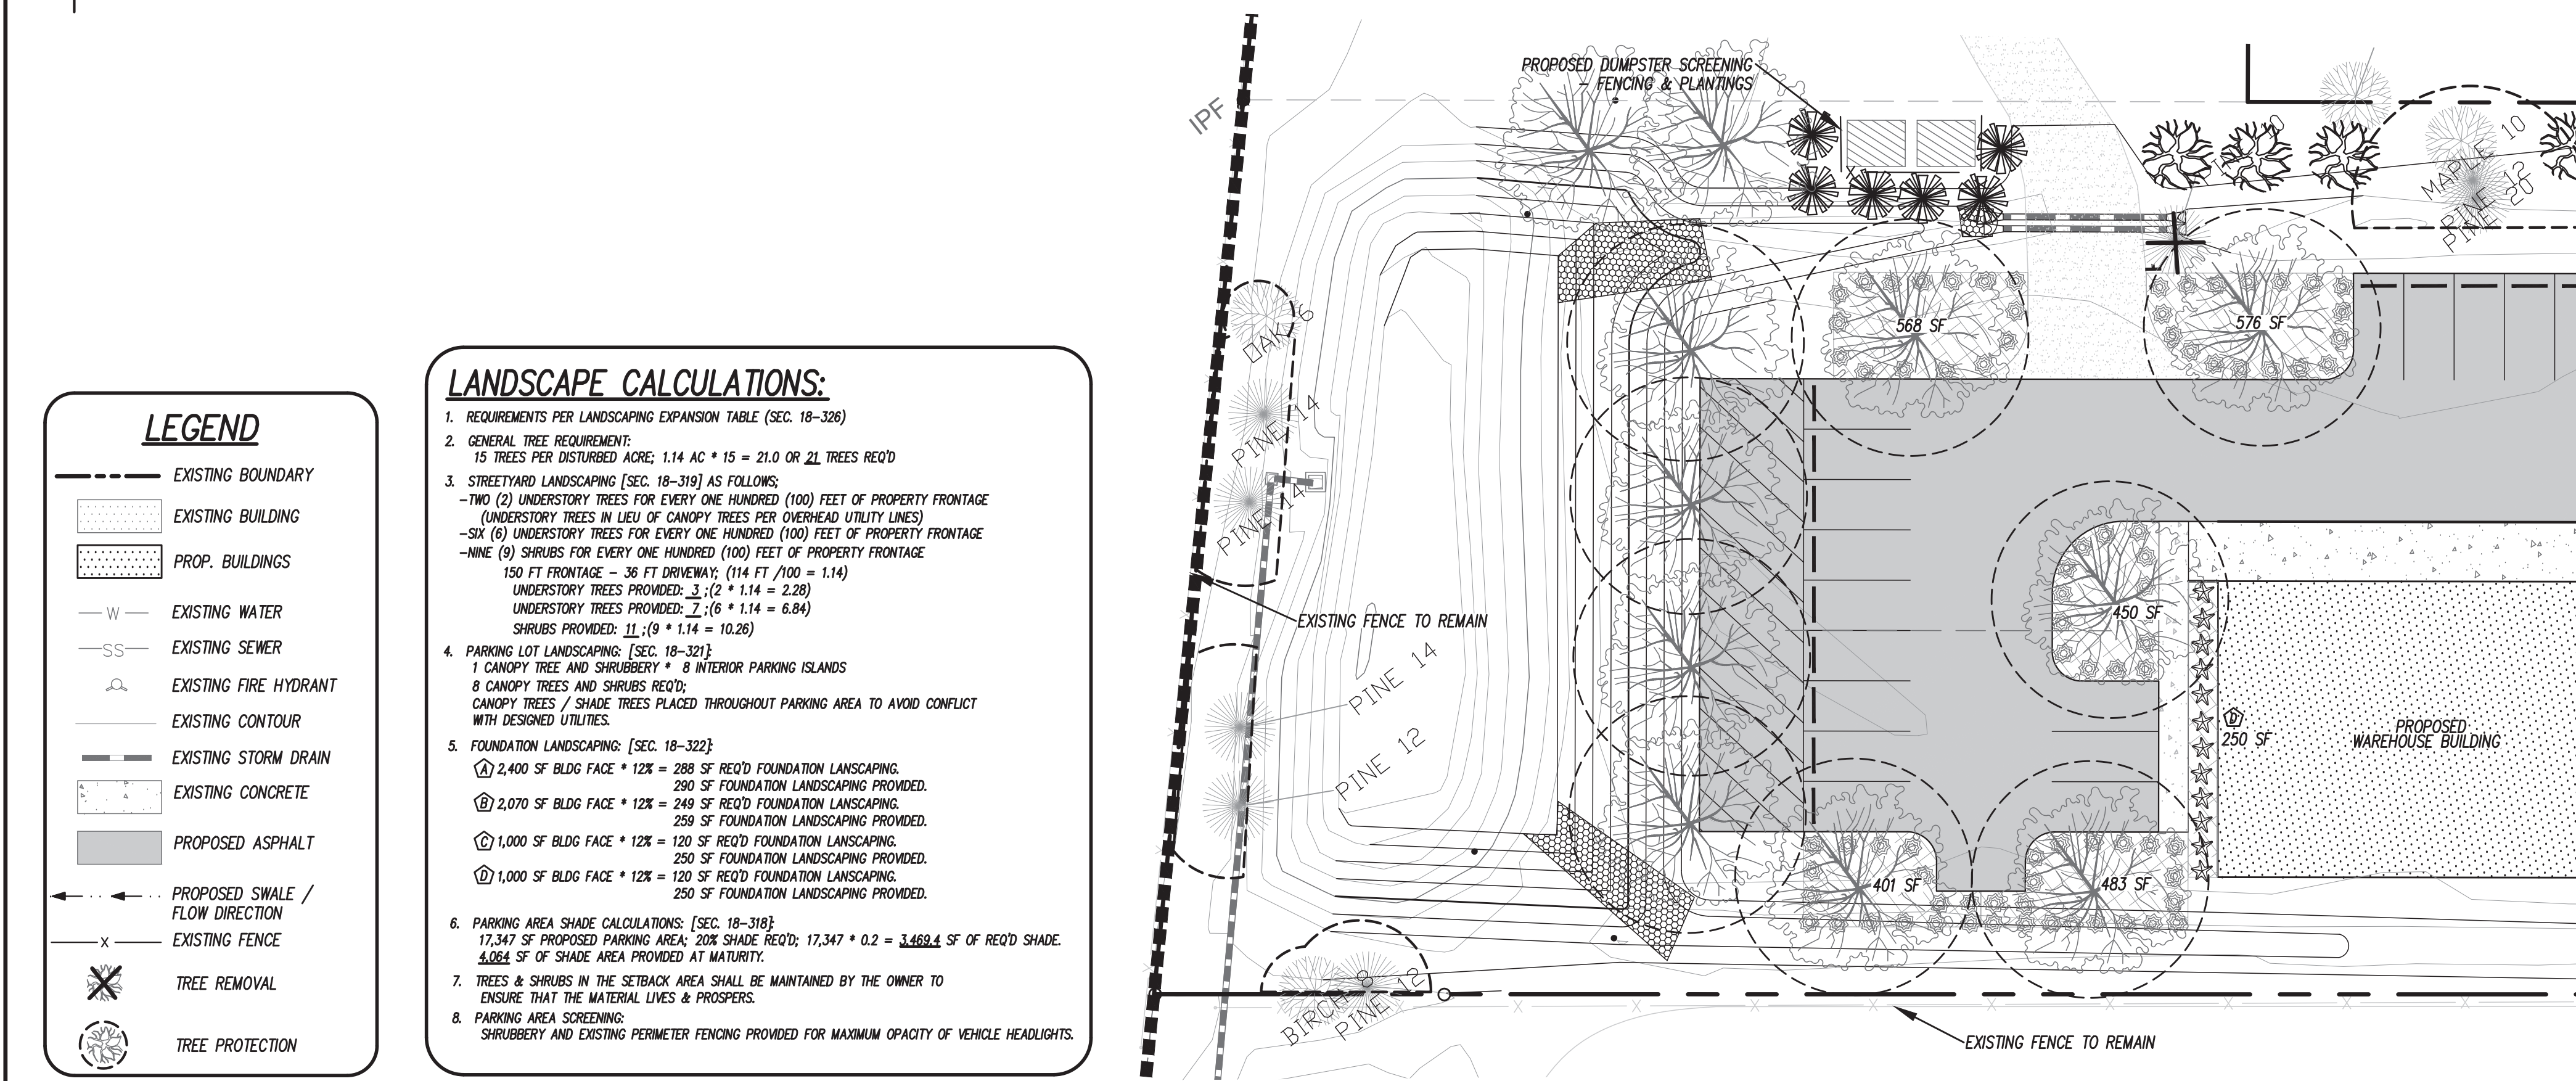 LEGEND
EXISTING BOUNDARY
EXISTING BUILDING
PROP. BUILDINGS
W
EXISTING WATER
SS
EXISTING SEWER
EXISTING FIRE HYDRANT
EXISTING CONTOUR
EXISTING STORM DRAIN
EXISTING CONCRETE
PROPOSED ASPHALT
PROPOSED SWALE /
FLOW DIRECTION
X
EXISTING FENCE
TREE REMOVAL
TREE PROTECTION
LANDSCAPE CALCULATIONS:
1. REQUIREMENTS PER LANDSCAPING EXPANSION TABLE (SEC. 18-326)
2. GENERAL TREE REQUIREMENT:
15 TREES PER DISTURBED ACRE; 1.14 AC * 15 = 21.0 OR 21 TREES REQ'D
3. STREETYARD LANDSCAPING [SEC. 18-319] AS FOLLOWS;
-TWO (2) UNDERSTORY TREES FOR EVERY ONE HUNDRED (100) FEET OF PROPERTY FRONTAGE
(UNDERSTORY TREES IN LIEU OF CANOPY TREES PER OVERHEAD UTILITY LINES)
-SIX (6) UNDERSTORY TREES FOR EVERY ONE HUNDRED (100) FEET OF PROPERTY FRONTAGE
-NINE (9) SHRUBS FOR EVERY ONE HUNDRED (100) FEET OF PROPERTY FRONTAGE
150 FT FRONTAGE - 36 FT DRIVEWAY; (114 FT /100 = 1.14)
UNDERSTORY TREES PROVIDED: 3 ;(2 * 1.14 = 2.28)
UNDERSTORY TREES PROVIDED: 7 ;(6 * 1.14 = 6.84)
SHRUBS PROVIDED: 11 ;(9 * 1.14 = 10.26)
4. PARKING LOT LANDSCAPING: [SEC. 18-321]:
1 CANOPY TREE AND SHRUBBERY * 8 INTERIOR PARKING ISLANDS
8 CANOPY TREES AND SHRUBS REQ'D;
CANOPY TREES / SHADE TREES PLACED THROUGHOUT PARKING AREA TO AVOID CONFLICT
WITH DESIGNED UTILITIES.
5. FOUNDATION LANDSCAPING: [SEC. 18-322]:
A 2,400 SF BLDG FACE * 12% = 288 SF REQ'D FOUNDATION LANSCAPING.
290 SF FOUNDATION LANDSCAPING PROVIDED.
B 2,070 SF BLDG FACE * 12% = 249 SF REQ'D FOUNDATION LANSCAPING.
259 SF FOUNDATION LANDSCAPING PROVIDED.
C 1,000 SF BLDG FACE * 12% = 120 SF REQ'D FOUNDATION LANSCAPING.
250 SF FOUNDATION LANDSCAPING PROVIDED.
D 1,000 SF BLDG FACE * 12% = 120 SF REQ'D FOUNDATION LANSCAPING.
250 SF FOUNDATION LANDSCAPING PROVIDED.
6. PARKING AREA SHADE CALCULATIONS: [SEC. 18-318]:
17,347 SF PROPOSED PARKING AREA; 20% SHADE REQ'D; 17,347 * 0.2 = 3,469.4 SF OF REQ'D SHADE.
4,064 SF OF SHADE AREA PROVIDED AT MATURITY.
7. TREES & SHRUBS IN THE SETBACK AREA SHALL BE MAINTAINED BY THE OWNER TO
ENSURE THAT THE MATERIAL LIVES & PROSPERS.
8. PARKING AREA SCREENING:
SHRUBBERY AND EXISTING PERIMETER FENCING PROVIDED FOR MAXIMUM OPACITY OF VEHICLE HEADLIGHTS.
PROPOSED DUMPSTER SCREENING
- FENCING & PLANTINGS
IPF
OAK 6
PINE 14
PINE 14
EXISTING FENCE TO REMAIN
PINE 14
PINE 12
BIRCH 8
PINE 12
MAPLE 10
PINE 12
PINE 20
568 SF
576 SF
450 SF
D
250 SF
PROPOSED
WAREHOUSE BUILDING
401 SF
483 SF
EXISTING FENCE TO REMAIN